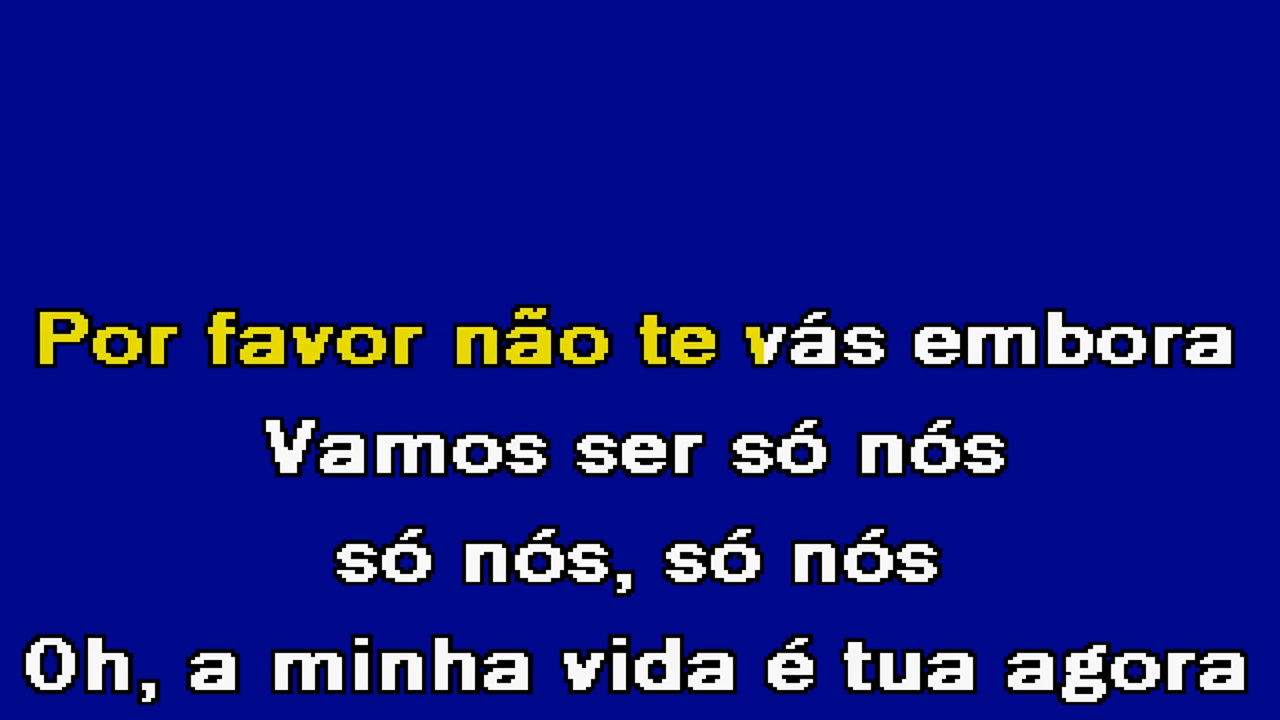 Por favor não te vás embora
Vamos ser só nós
só nós, só nós
Oh, a minha vida é tua agora